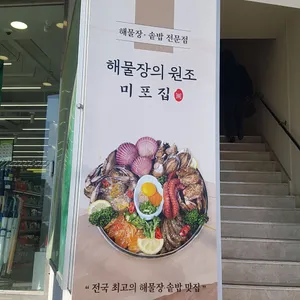 해물장 · 솥밥 전문점
해물장의 원조
미포집
“ 전국 최고의 해물장 솥밥 맛집 ”